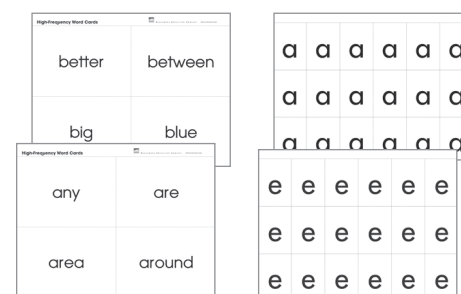 High-Frequency Word Cards
better between
big blue
High-Frequency Word Cards
any are
area around
a a a a a a
a a a a a a
a a a a a a
e e e e e e
e e e e e e
e e e e e e